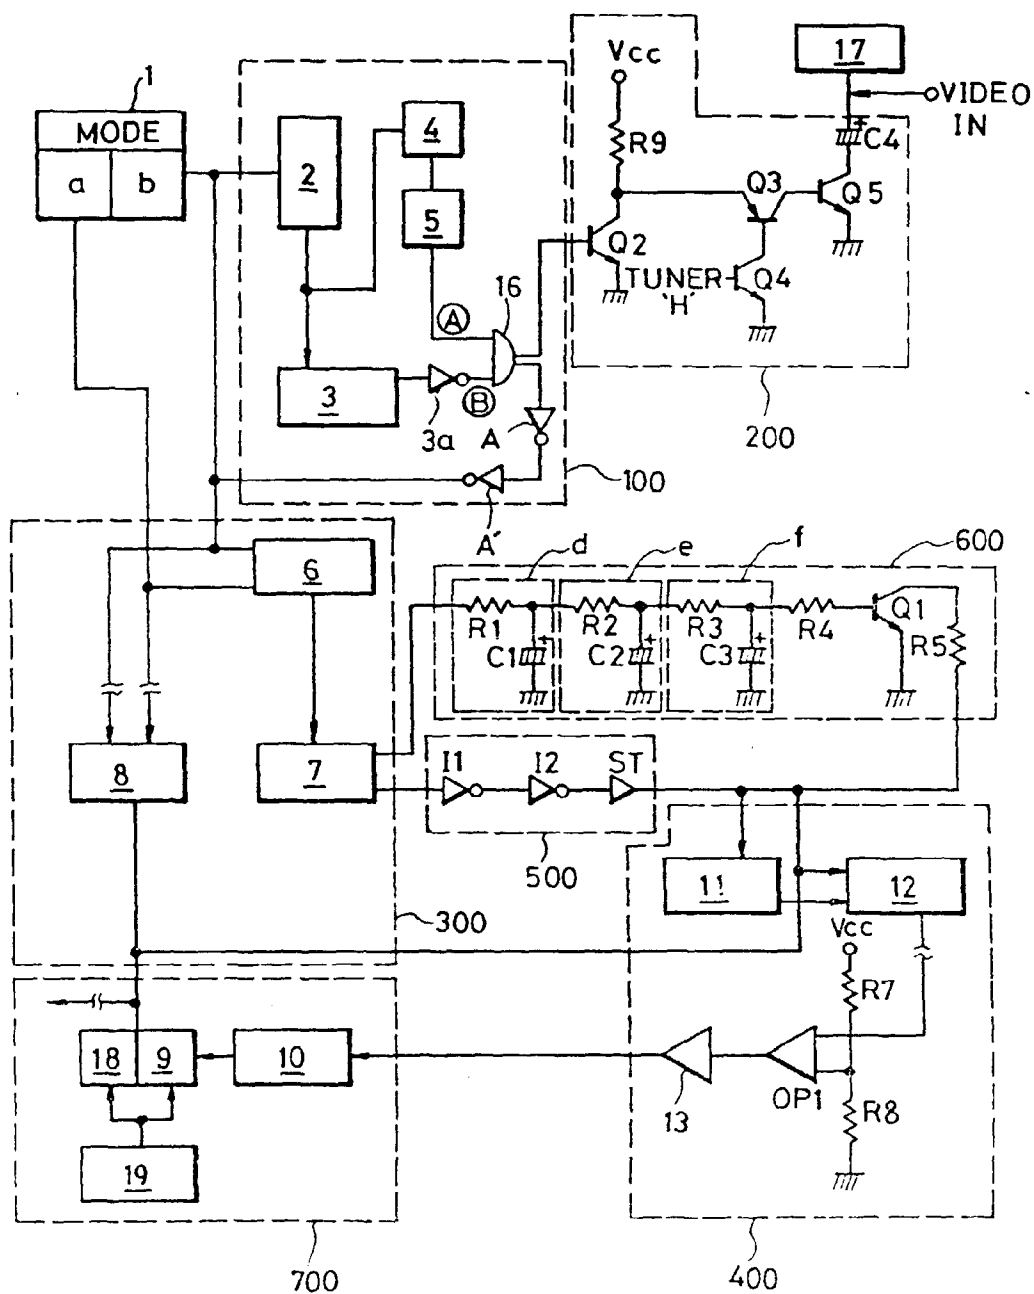 17
Vcc
VIDEO
IN
1
MODE
a
b
2
4
5
R9
C4
+
Q3
Q5
Q2
TUNER
'H'
Q4
16
A
3
3a
B
A
A'
100
200
d
e
f
600
6
R1
R2
R3
R4
Q1
R5
C1
+
C2
+
C3
+
8
7
I1
I2
ST
500
11
12
300
Vcc
R7
18
9
10
13
OP1
R8
19
700
400